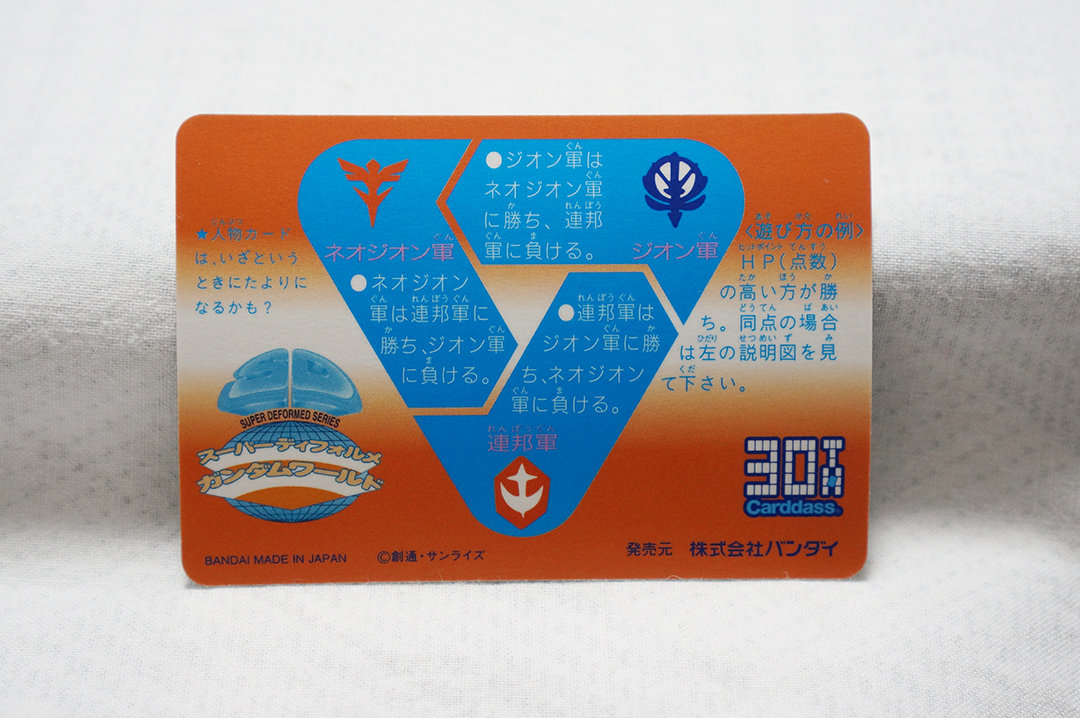 ★人物カード
は、いざという
ときにたよりに
なるかも？
ネオジオン軍
●ジオン軍は
ネオジオン軍
に勝ち、連邦
軍に負ける。
ジオン軍
●ネオジオン
軍は連邦軍に
勝ち、ジオン軍
に負ける。
●連邦軍は
ジオン軍に勝
ち、ネオジオン
軍に負ける。
連邦軍
<遊び方の例>
HP(点数)
の高い方が勝
ち。同点の場合
は左の説明図を見
て下さい。
SUPER DEFORMED SERIES
スーパーディフォルメ
ガンダムワールド
30TH
Carddass
BANDAI MADE IN JAPAN
©創通・サンライズ
発売元 株式会社バンダイ